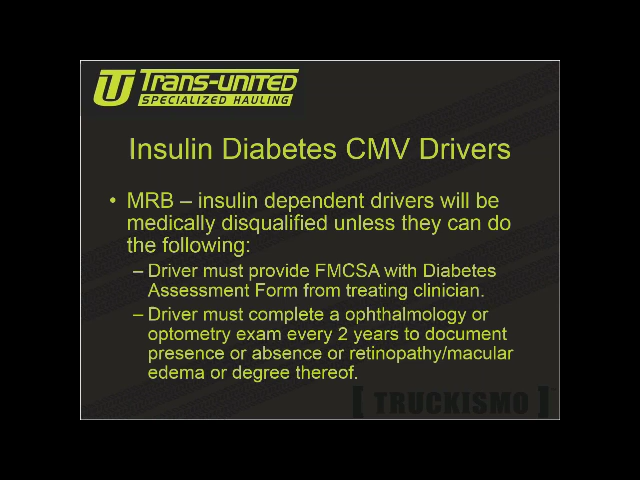 Trans-united
SPECIALIZED HAULING
Insulin Diabetes CMV Drivers
• MRB – insulin dependent drivers will be
medically disqualified unless they can do
the following:
– Driver must provide FMCSA with Diabetes
Assessment Form from treating clinician.
– Driver must complete a ophthalmology or
optometry exam every 2 years to document
presence or absence or retinopathy/macular
edema or degree thereof.
[ TRUCKISMO ]